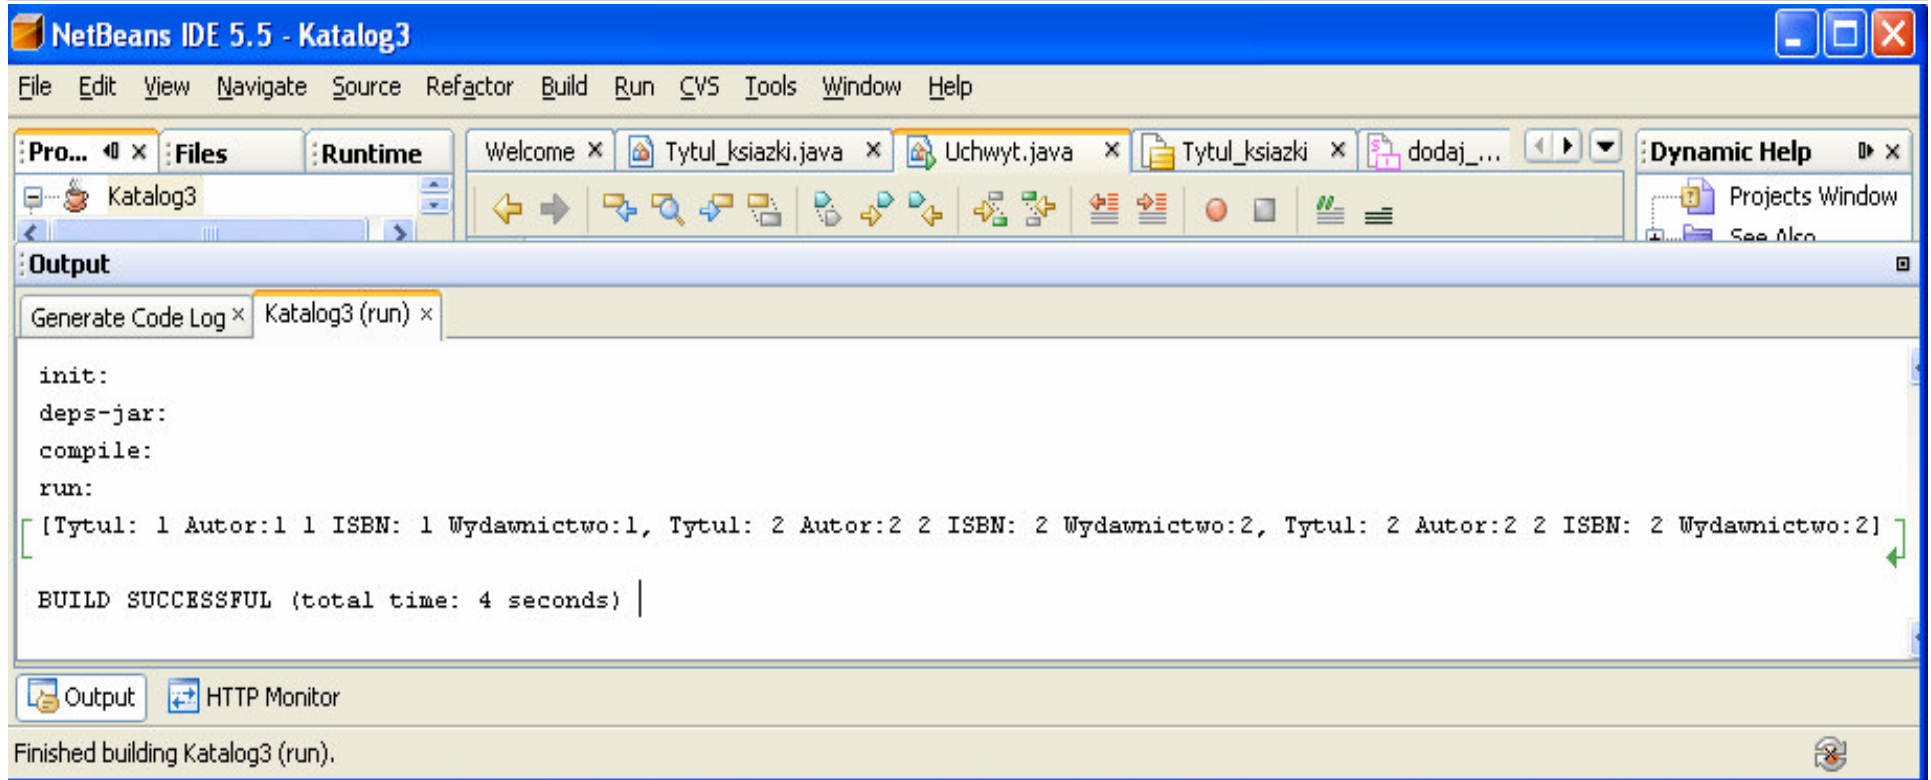 NetBeans IDE 5.5 - Katalog3
File Edit View Navigate Source Refactor Build Run CVS Tools Window Help
Pro... Files Runtime Welcome Tytul_ksiazki.java Uchwyt.java Tytul_ksiazki dodaj_... Dynamic Help
Katalog3 Projects Window
See Also
Output
Generate Code Log Katalog3 (run)
init:
deps-jar:
compile:
run:
[Tytul: 1 Autor:1 1 ISBN: 1 Wydawnictwo:1, Tytul: 2 Autor:2 2 ISBN: 2 Wydawnictwo:2, Tytul: 2 Autor:2 2 ISBN: 2 Wydawnictwo:2]
BUILD SUCCESSFUL (total time: 4 seconds)
Output HTTP Monitor
Finished building Katalog3 (run).